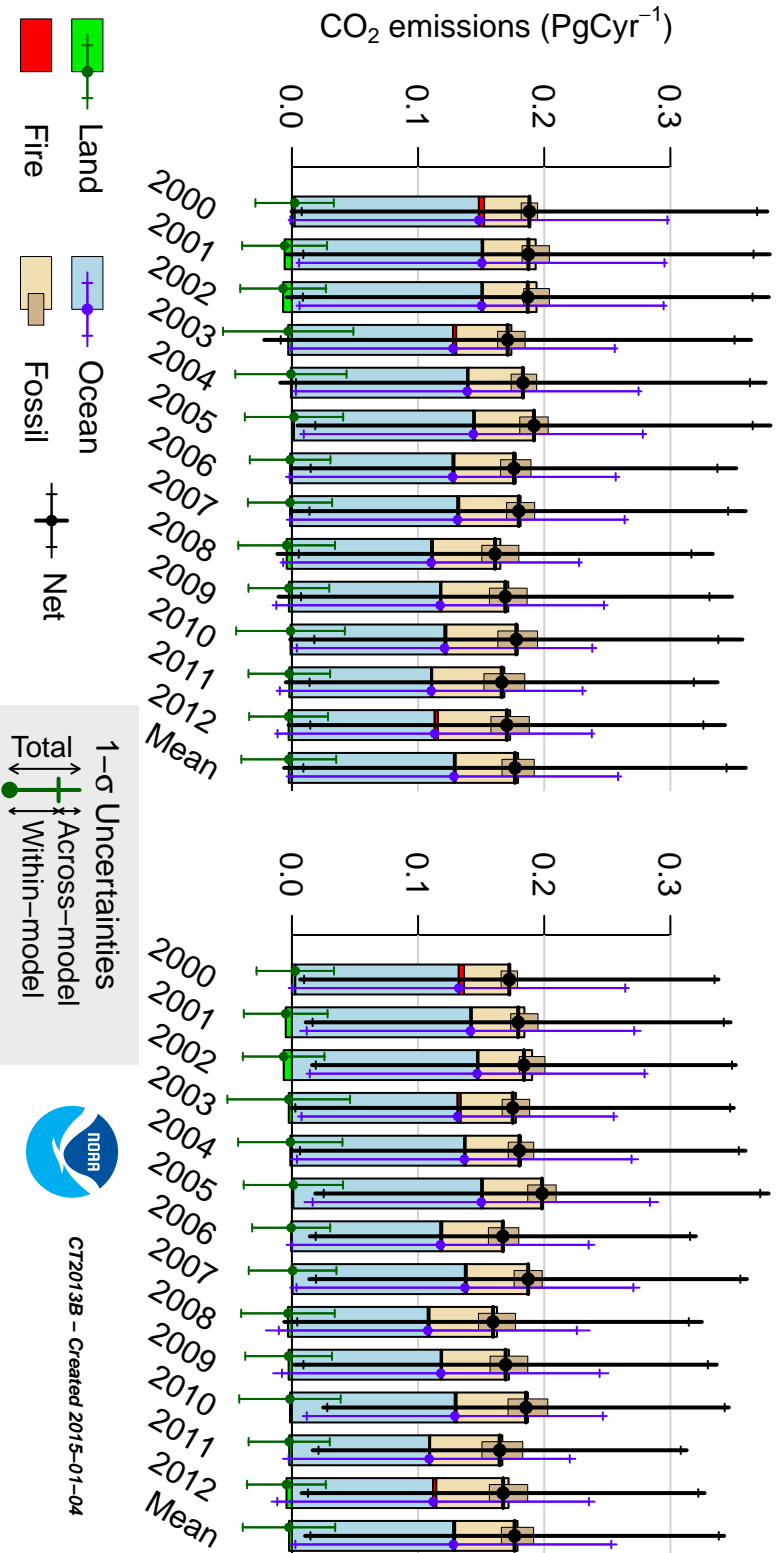 CO₂ emissions (PgCyr⁻¹)
0.0
0.1
0.2
0.3
2000
2001
2002
2003
2004
2005
2006
2007
2008
2009
2010
2011
2012
Mean
0.0
0.1
0.2
0.3
2000
2001
2002
2003
2004
2005
2006
2007
2008
2009
2010
2011
2012
Mean
Land
Ocean
Net
Fire
Fossil
1−σ Uncertainties
Total
Across−model
Within−model
NOAA
CT2013B − Created 2015−01−04